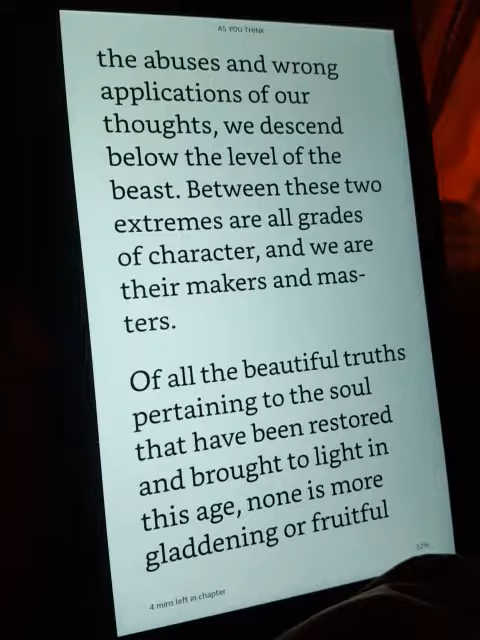 AS YOU THINK
the abuses and wrong
applications of our
thoughts, we descend
below the level of the
beast. Between these two
extremes are all grades
of character, and we are
their makers and mas-
ters.
Of all the beautiful truths
pertaining to the soul
that have been restored
and brought to light in
this age, none is more
gladdening or fruitful
4 mins left in chapter
12%